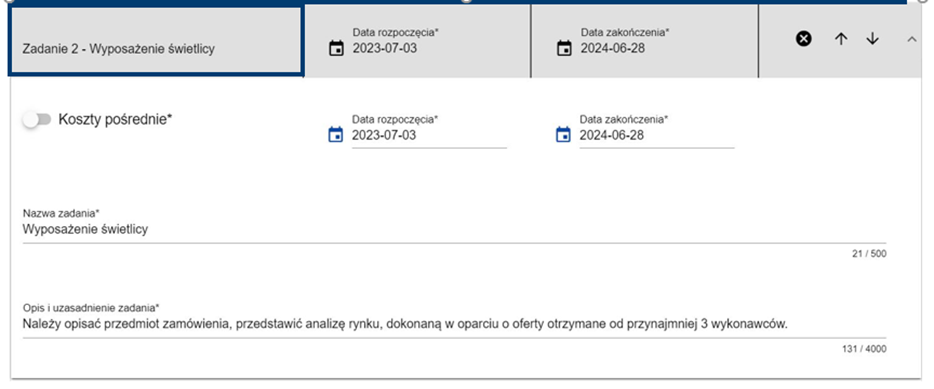 Zadanie 2 - Wyposażenie świetlicy
Data rozpoczęcia*
2023-07-03
Data zakończenia*
2024-06-28
Koszty pośrednie*
Data rozpoczęcia*
2023-07-03
Data zakończenia*
2024-06-28
Nazwa zadania*
Wyposażenie świetlicy
21 / 500
Opis i uzasadnienie zadania*
Należy opisać przedmiot zamówienia, przedstawić analizę rynku, dokonaną w oparciu o oferty otrzymane od przynajmniej 3 wykonawców.
131 / 4000